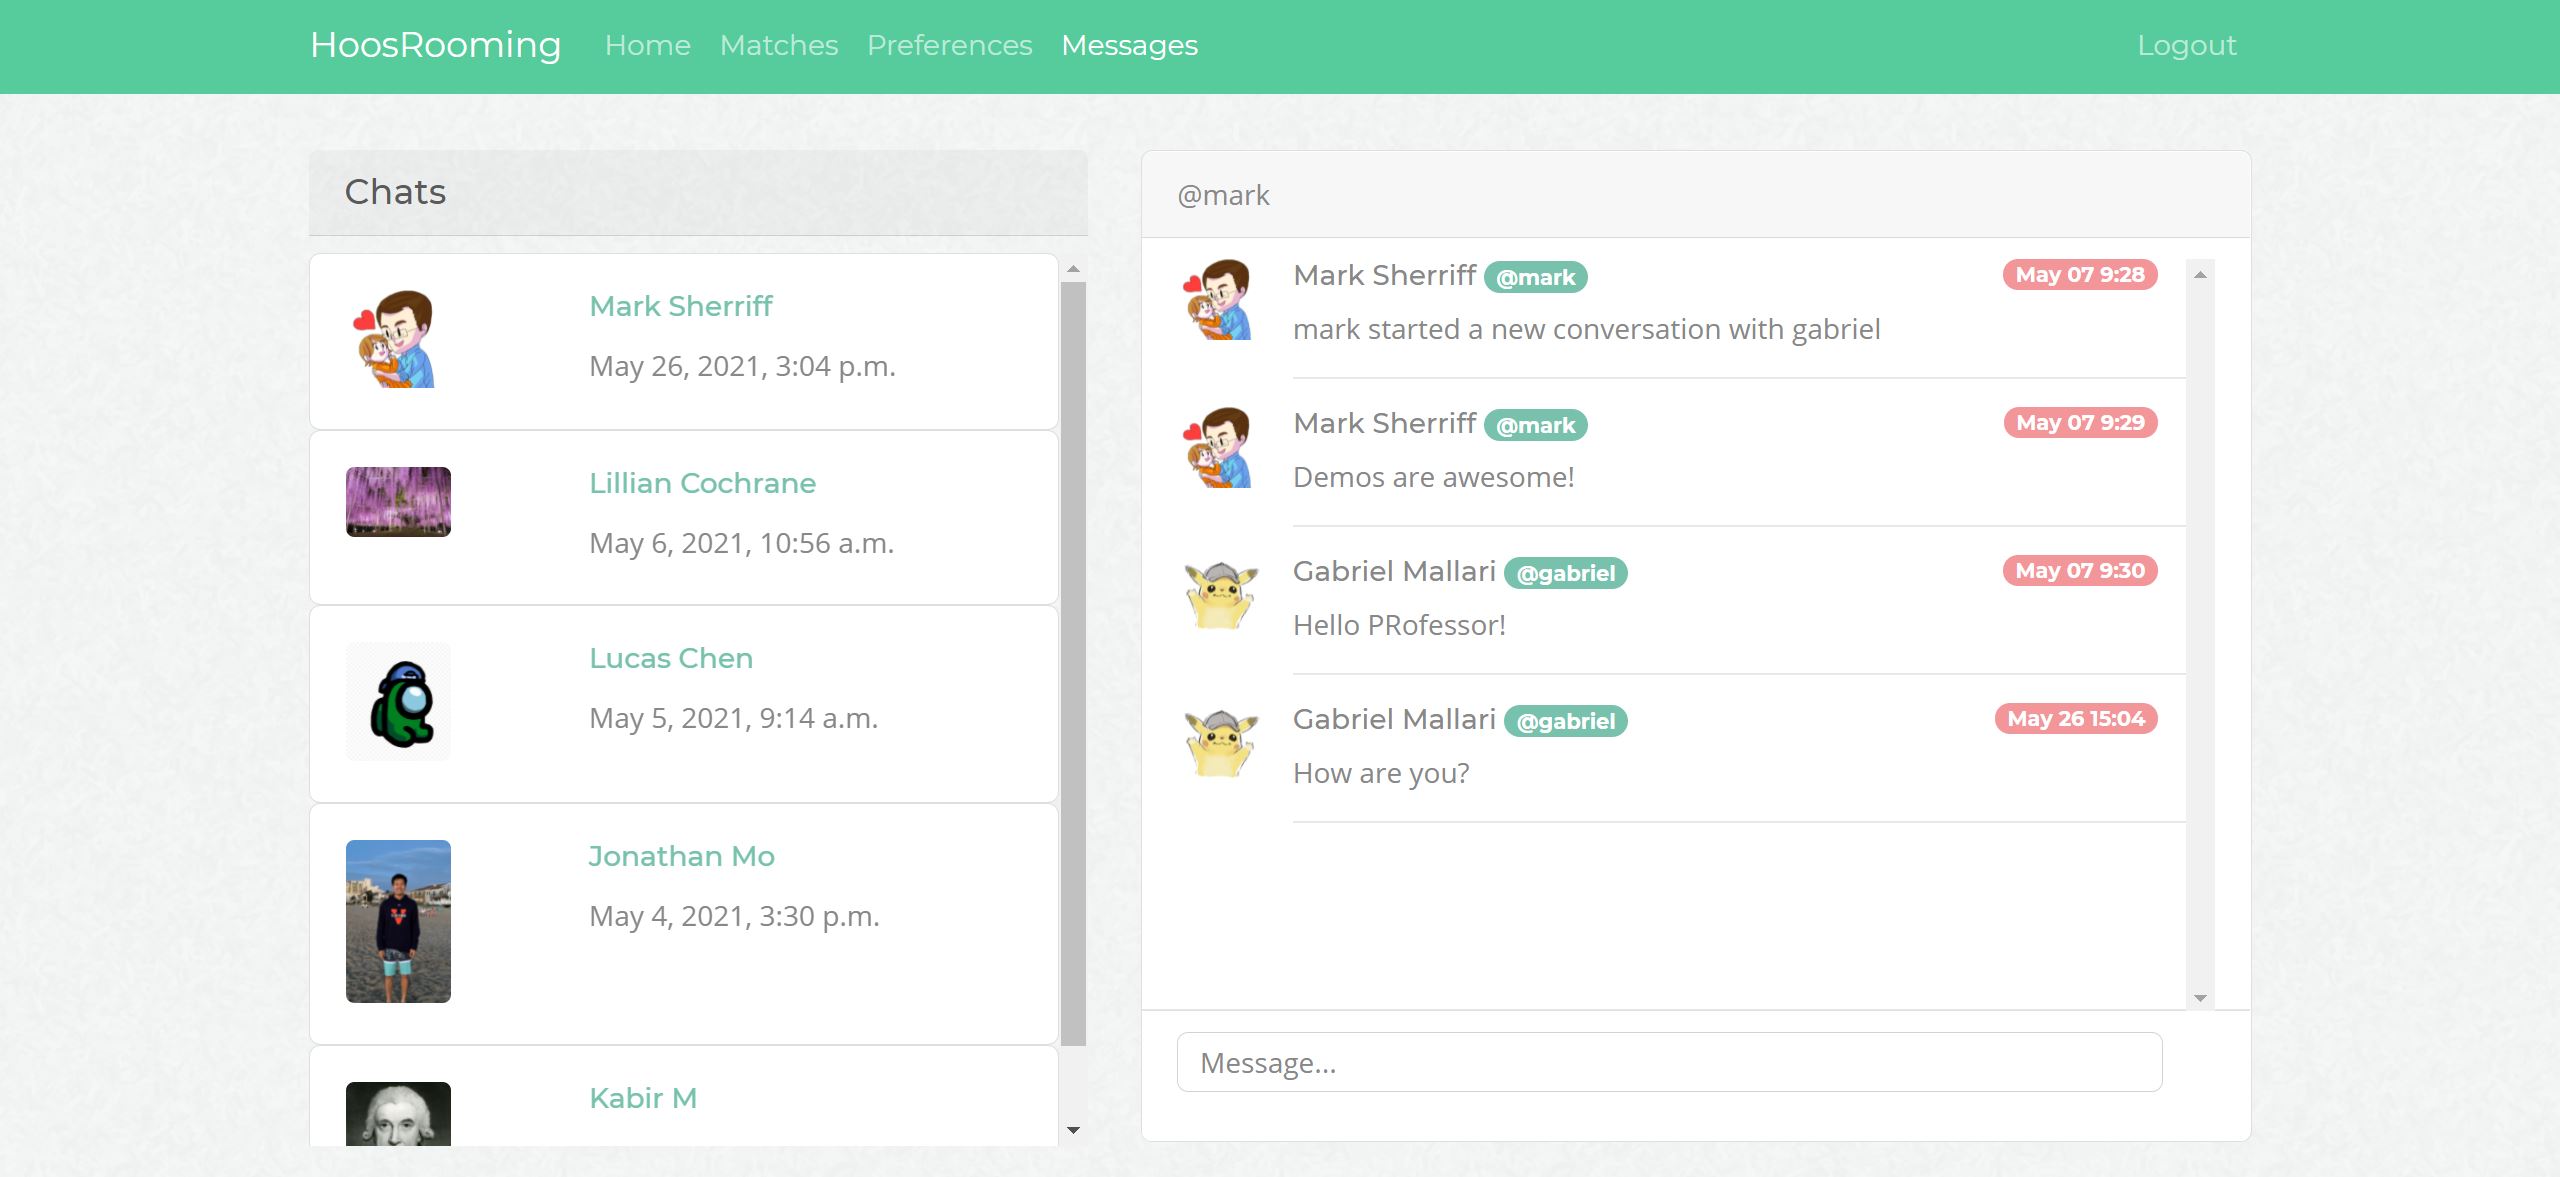 HoosRooming Home Matches Preferences Messages Logout
Chats
Mark Sherriff
May 26, 2021, 3:04 p.m.
Lillian Cochrane
May 6, 2021, 10:56 a.m.
Lucas Chen
May 5, 2021, 9:14 a.m.
Jonathan Mo
May 4, 2021, 3:30 p.m.
Kabir M
@mark
Mark Sherriff @mark May 07 9:28
mark started a new conversation with gabriel
Mark Sherriff @mark May 07 9:29
Demos are awesome!
Gabriel Mallari @gabriel May 07 9:30
Hello PRofessor!
Gabriel Mallari @gabriel May 26 15:04
How are you?
Message...